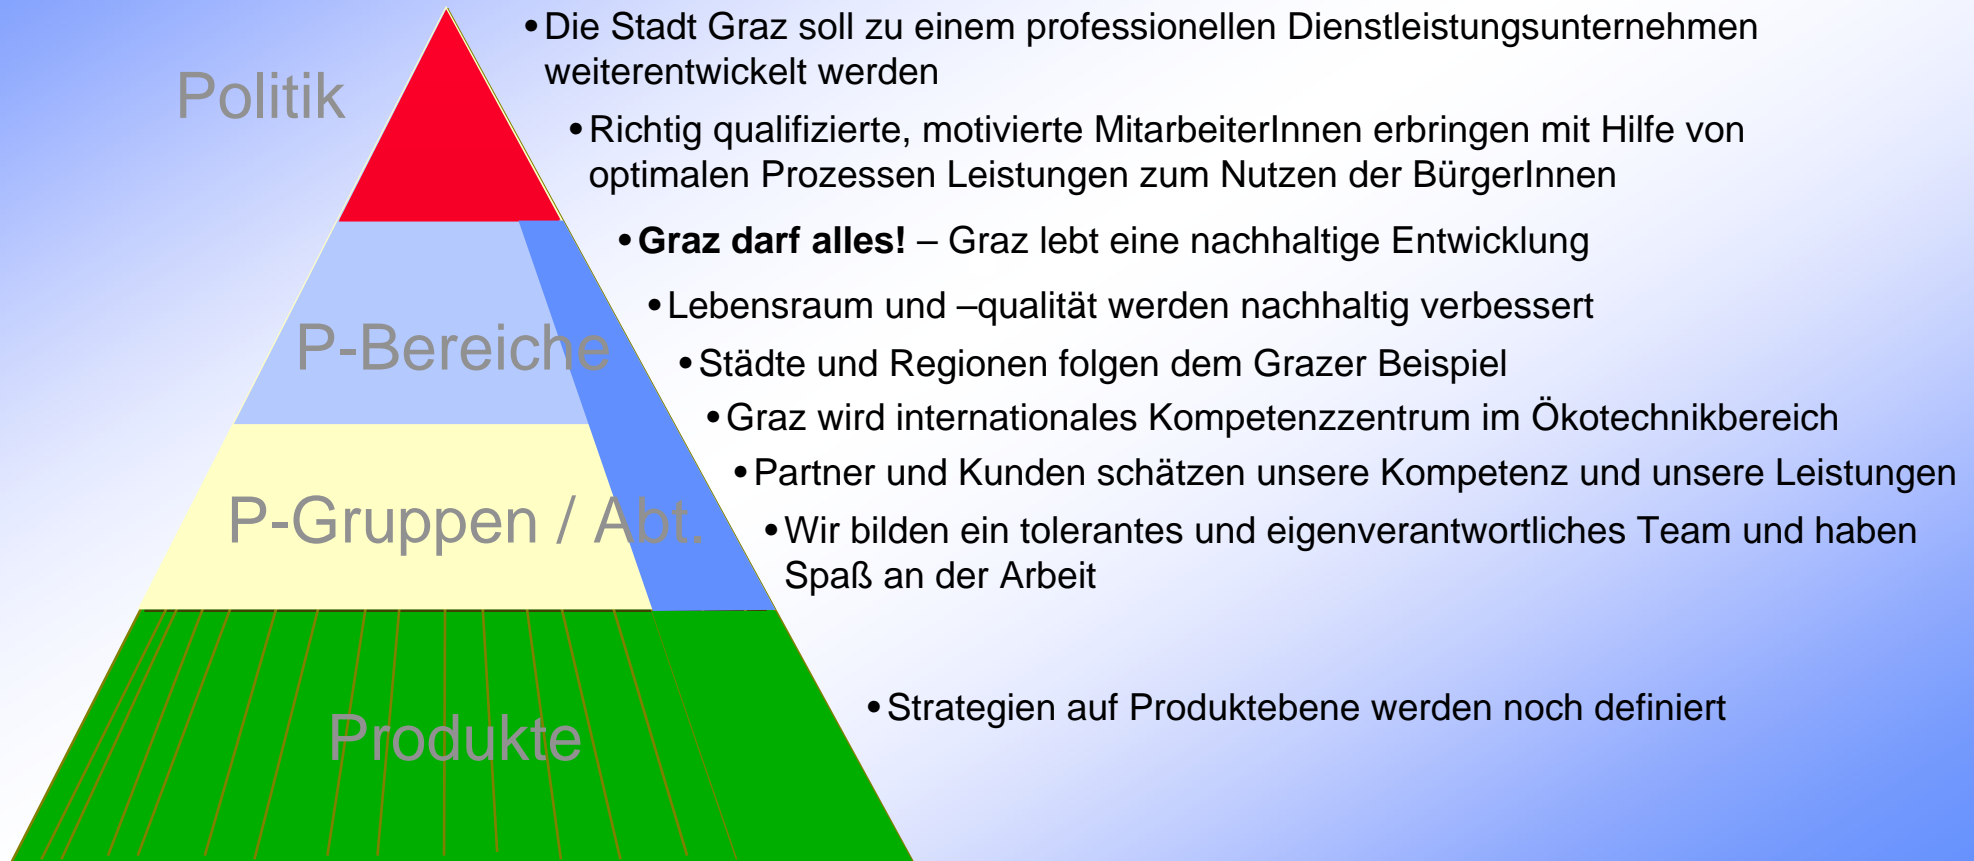 Politik
P-Bereiche
P-Gruppen / Abt.
Produkte
•Die Stadt Graz soll zu einem professionellen Dienstleistungsunternehmen
weiterentwickelt werden
•Richtig qualifizierte, motivierte MitarbeiterInnen erbringen mit Hilfe von
optimalen Prozessen Leistungen zum Nutzen der BürgerInnen
•Graz darf alles! – Graz lebt eine nachhaltige Entwicklung
•Lebensraum und –qualität werden nachhaltig verbessert
•Städte und Regionen folgen dem Grazer Beispiel
•Graz wird internationales Kompetenzzentrum im Ökotechnikbereich
•Partner und Kunden schätzen unsere Kompetenz und unsere Leistungen
•Wir bilden ein tolerantes und eigenverantwortliches Team und haben
Spaß an der Arbeit
•Strategien auf Produktebene werden noch definiert